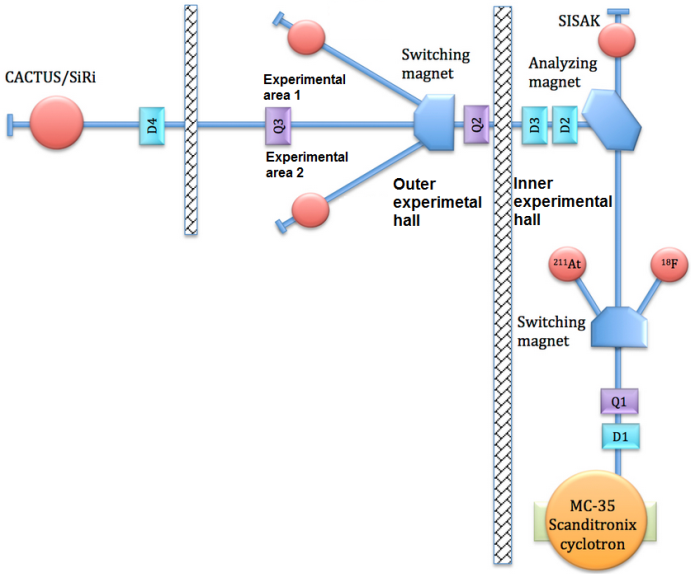 SISAK
CACTUS/SiRi
Switching
magnet
Analyzing
magnet
Experimental
area 1
D4
Q3
Q2
D3
D2
Experimental
area 2
Outer
experimetal
hall
Inner
experimental
hall
211At
18F
Switching
magnet
Q1
D1
MC-35
Scanditronix
cyclotron